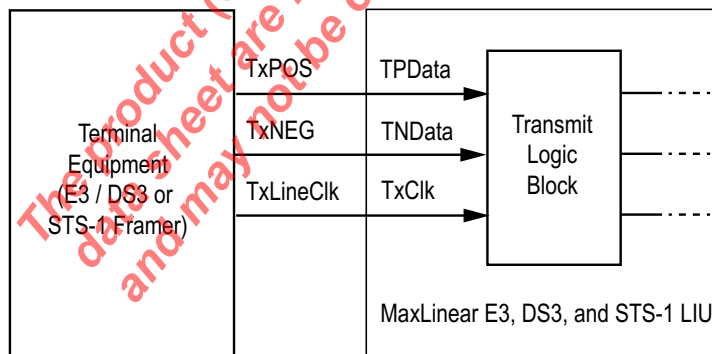 The product (
data sheet are
and may not be
TxPOS
TPData
TxNEG
TNData
TxLineClk
TxClk
Terminal
Equipment
(E3 / DS3 or
STS-1 Framer)
Transmit
Logic
Block
MaxLinear E3, DS3, and STS-1 LIU